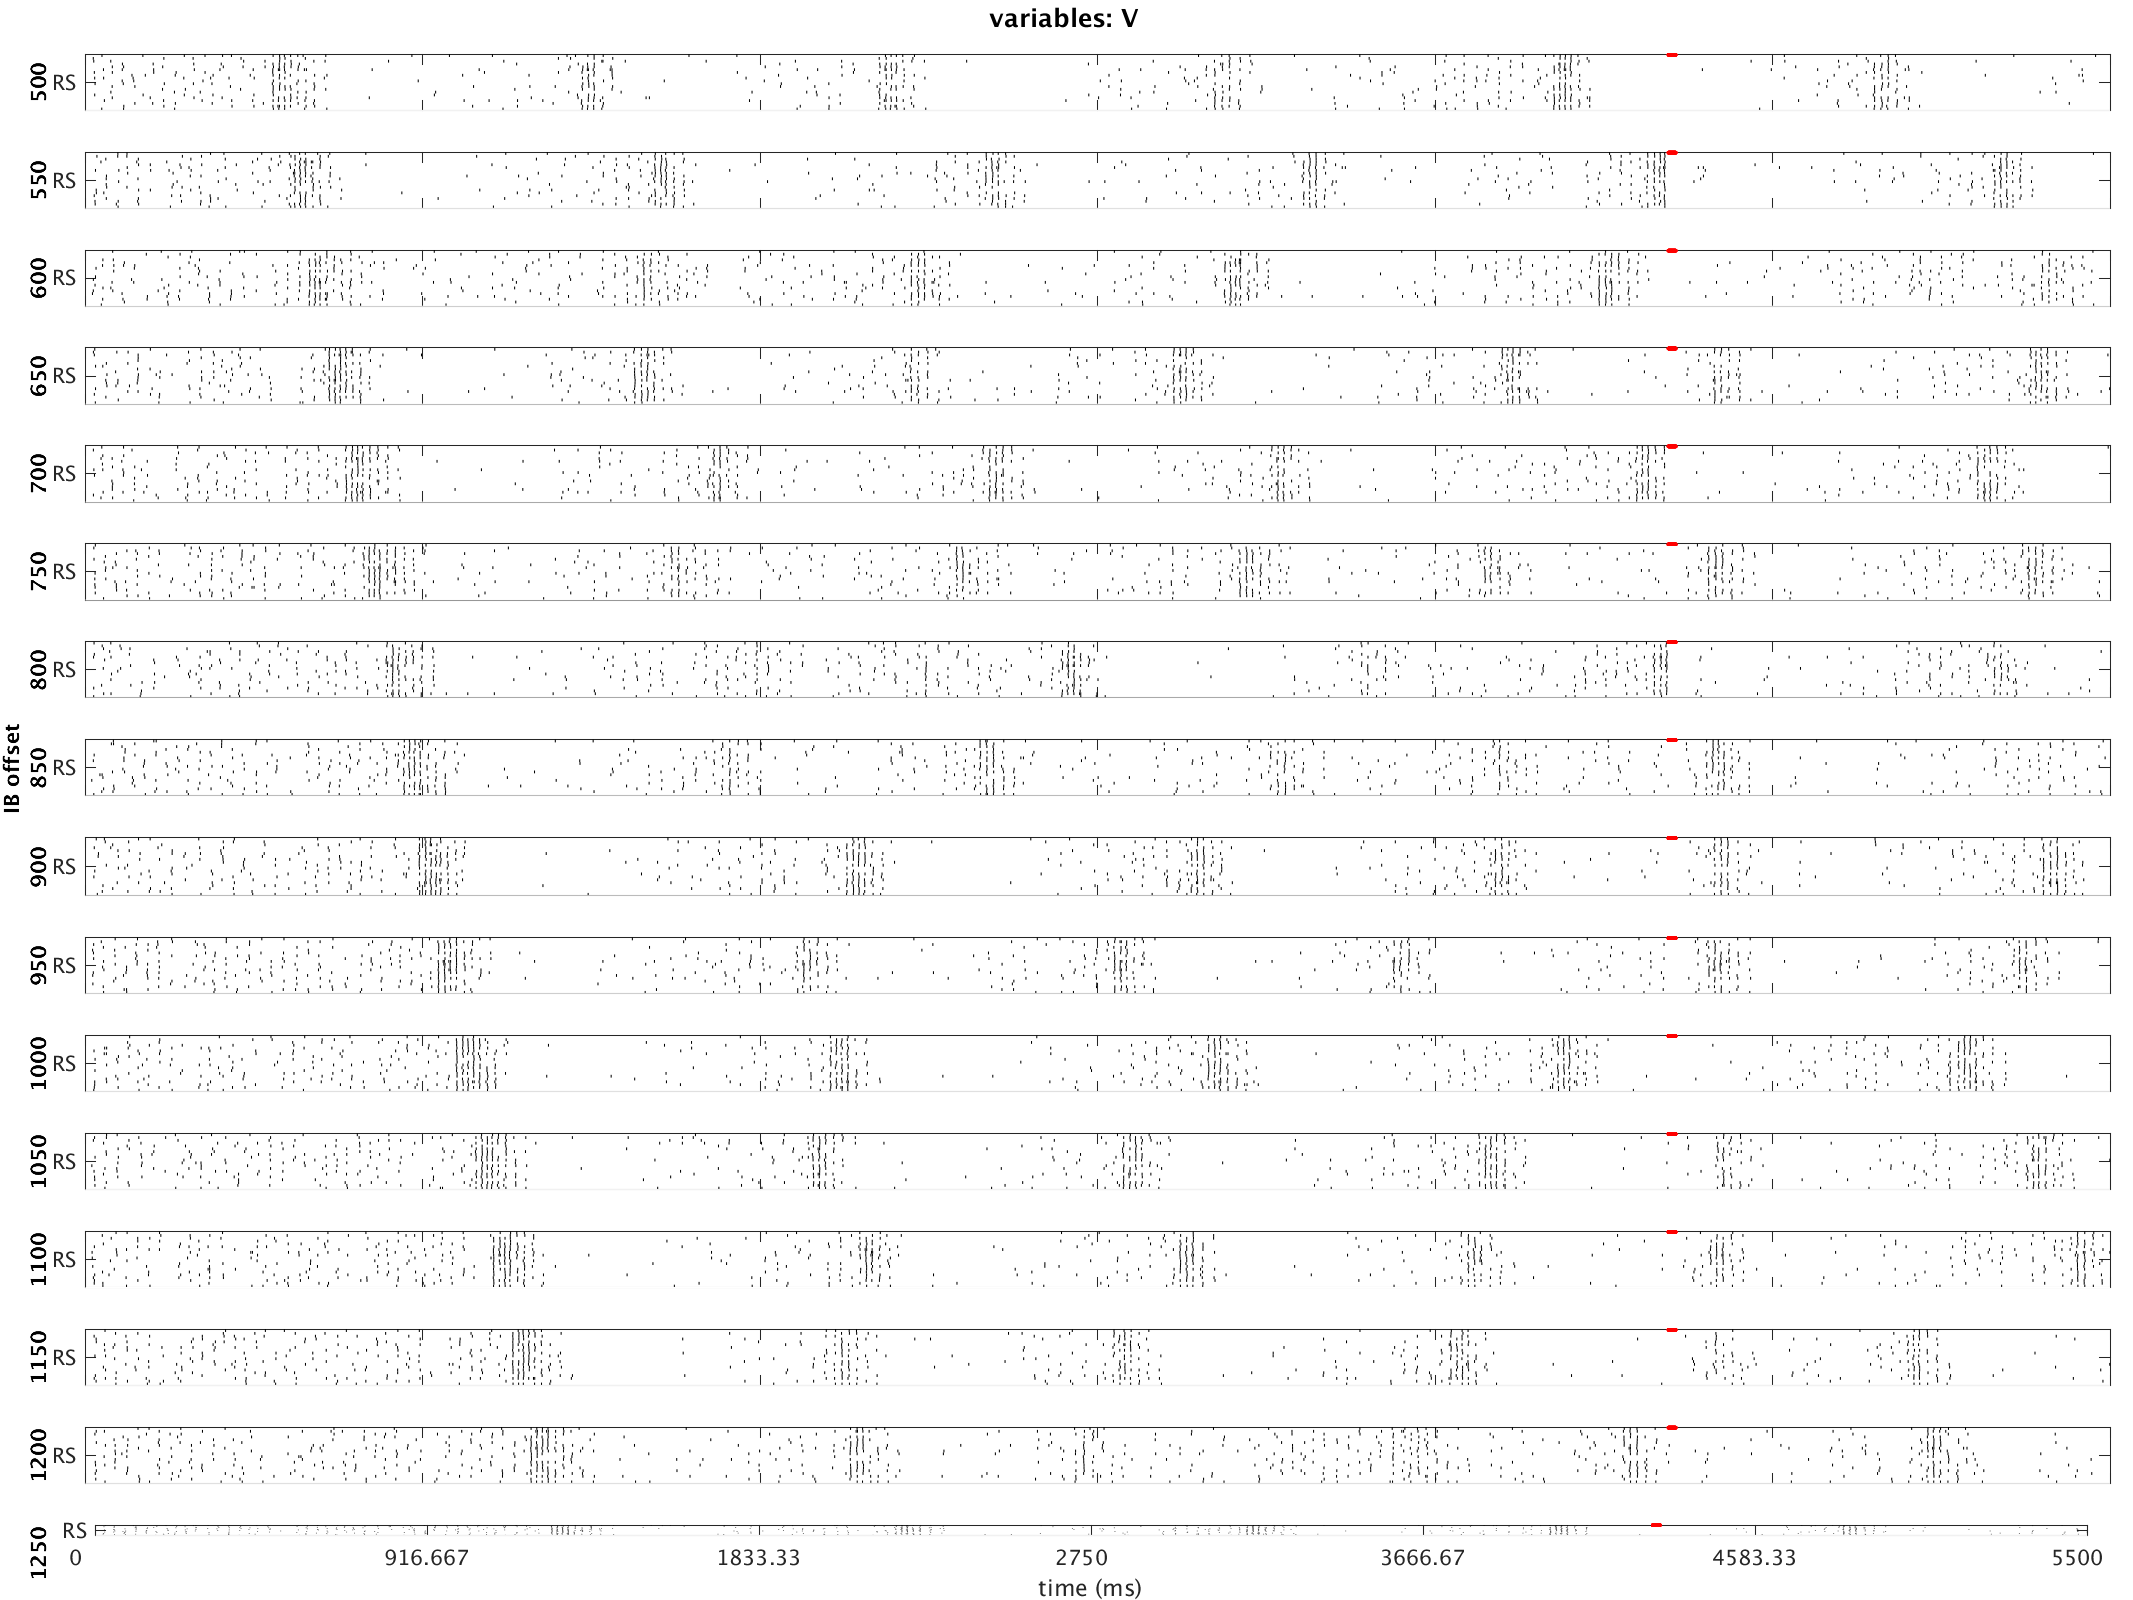 variables: V
IB offset
500 RS
550 RS
600 RS
650 RS
700 RS
750 RS
800 RS
850 RS
900 RS
950 RS
1000 RS
1050 RS
1100 RS
1150 RS
1200 RS
1250 RS
0 916.667 1833.33 2750 3666.67 4583.33 5500
time (ms)